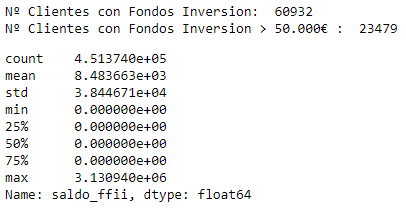 Nº Clientes con Fondos Inversion:  60932
Nº Clientes con Fondos Inversion > 50.000€ :  23479
count    4.513740e+05
mean     8.483663e+03
std      3.844671e+04
min      0.000000e+00
25%      0.000000e+00
50%      0.000000e+00
75%      0.000000e+00
max      3.130940e+06
Name: saldo_ffii, dtype: float64